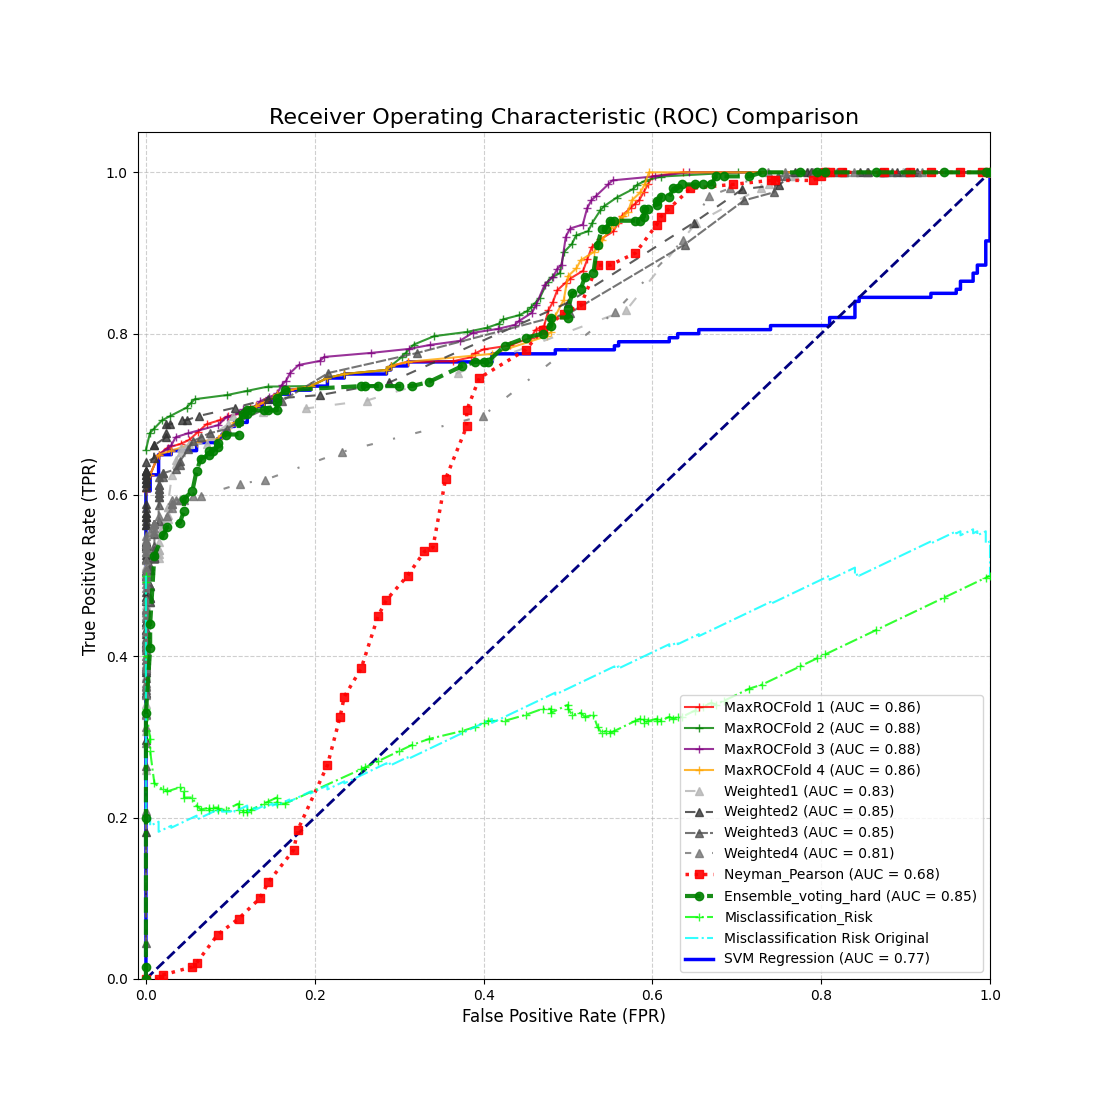 Receiver Operating Characteristic (ROC) Comparison
True Positive Rate (TPR)
1.0
0.8
0.6
0.4
0.2
0.0
MaxROCFold 1 (AUC = 0.86)
MaxROCFold 2 (AUC = 0.88)
MaxROCFold 3 (AUC = 0.88)
MaxROCFold 4 (AUC = 0.86)
Weighted1 (AUC = 0.83)
Weighted2 (AUC = 0.85)
Weighted3 (AUC = 0.85)
Weighted4 (AUC = 0.81)
Neyman_Pearson (AUC = 0.68)
Ensemble_voting_hard (AUC = 0.85)
Misclassification_Risk
Misclassification Risk Original
SVM Regression (AUC = 0.77)
0.0 0.2 0.4 0.6 0.8 1.0
False Positive Rate (FPR)